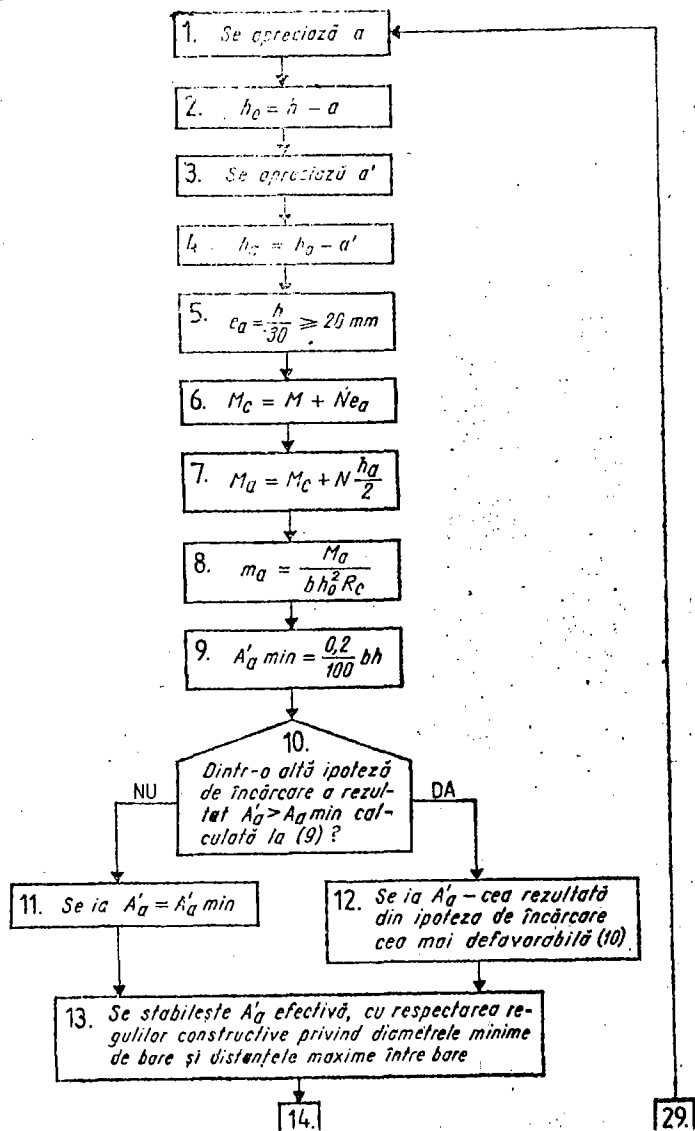 1. Se apreciază a
2. h₀ = h - a
3. Se apreciază a'
4. hₐ = h₀ - a'
5. eₐ = h/30 ⩾ 20 mm
6. M_c = M + Neₐ
7. Mₐ = M_c + N hₐ/2
8. mₐ = Mₐ / bh₀²R_c
9. A'ₐ min = 0,2/100 bh
10.
Dintr-o altă ipoteză
de încărcare a rezul-
tat A'ₐ > Aₐ min cal-
culată la (9) ?
NU
DA
11. Se ia A'ₐ = A'ₐ min
12. Se ia A'ₐ – cea rezultată
din ipoteza de încărcare
cea mai defavorabilă (10)
13. Se stabilește A'ₐ efectivă, cu respectarea re-
gulilor constructive privind diametrele minime
de bare și distanțele maxime între bare
14.
29.